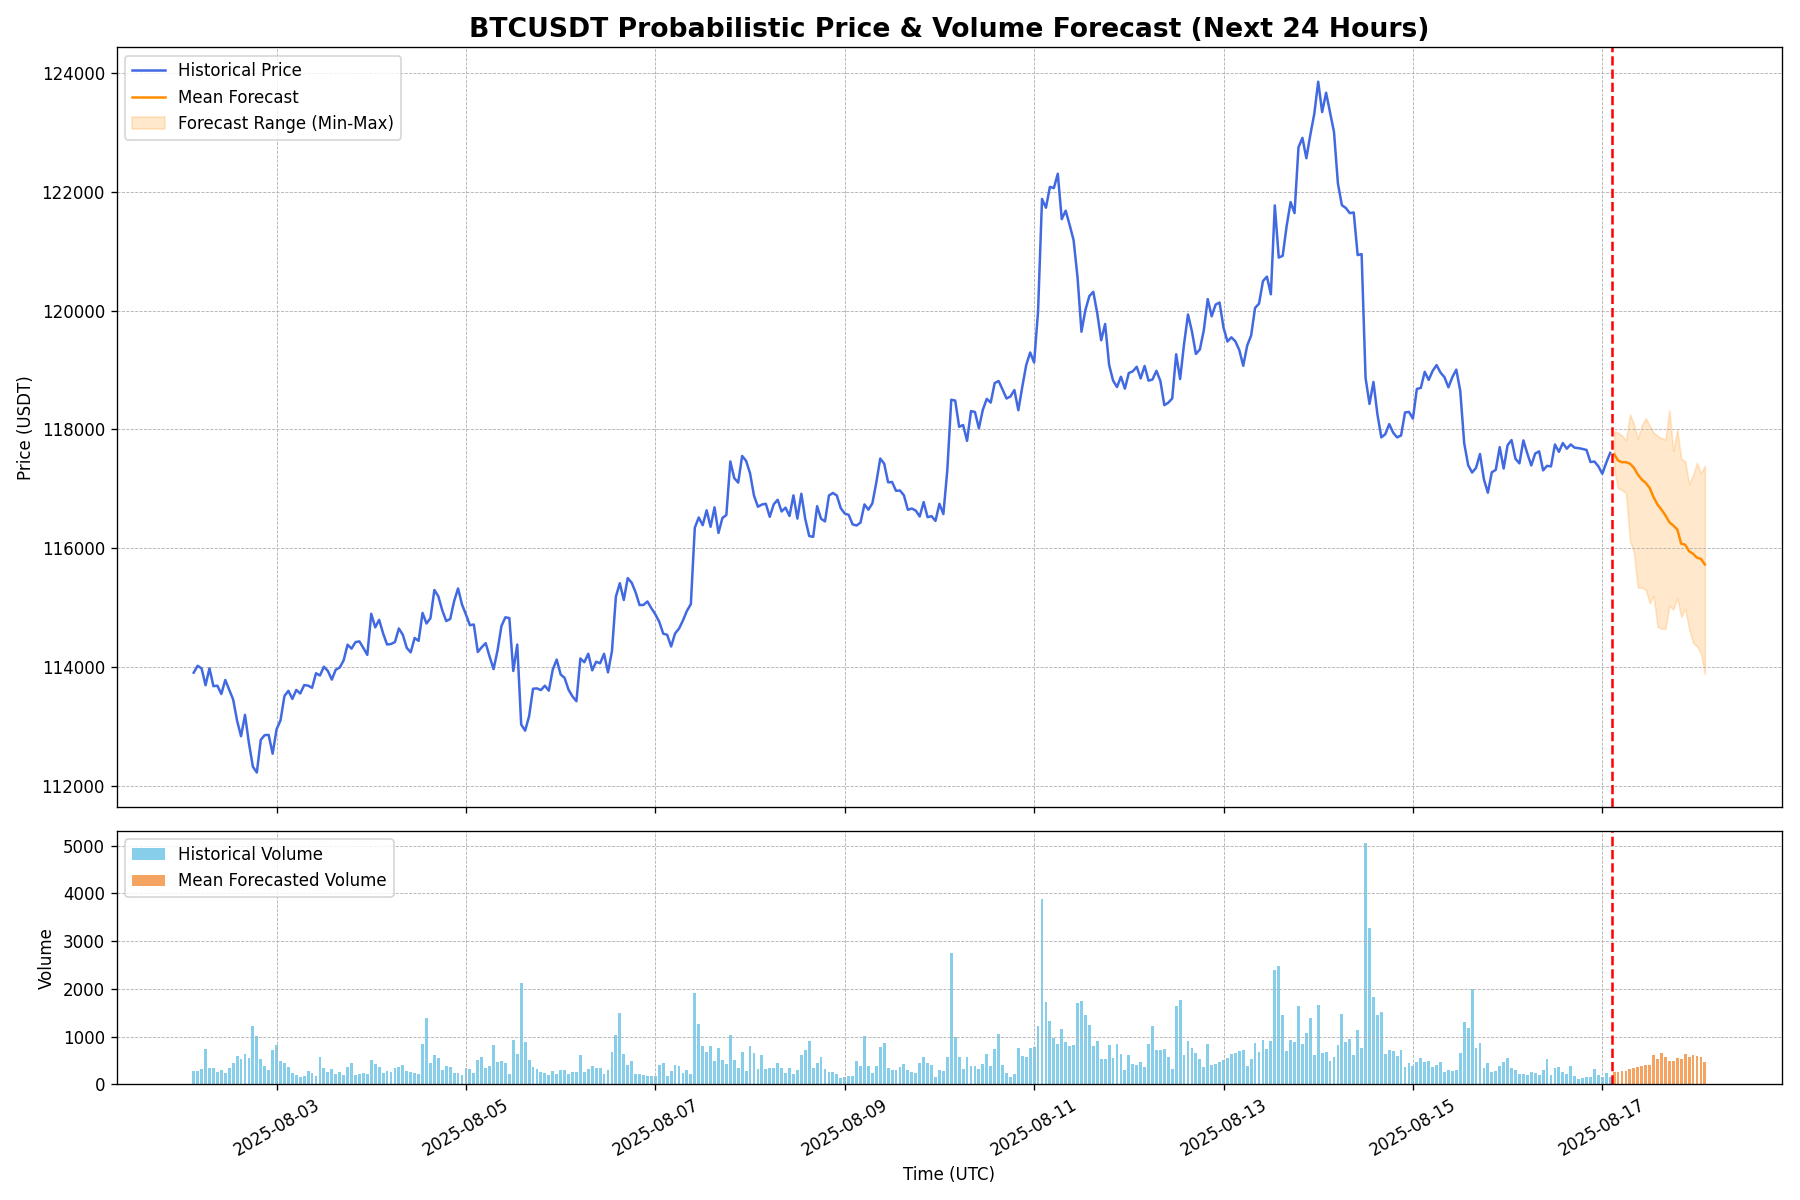 BTCUSDT Probabilistic Price & Volume Forecast (Next 24 Hours)
Historical Price
Mean Forecast
Forecast Range (Min-Max)
124000
122000
120000
118000
116000
114000
112000
Price (USDT)
Historical Volume
Mean Forecasted Volume
5000
4000
3000
2000
1000
0
Volume
2025-08-03
2025-08-05
2025-08-07
2025-08-09
2025-08-11
2025-08-13
2025-08-15
2025-08-17
Time (UTC)